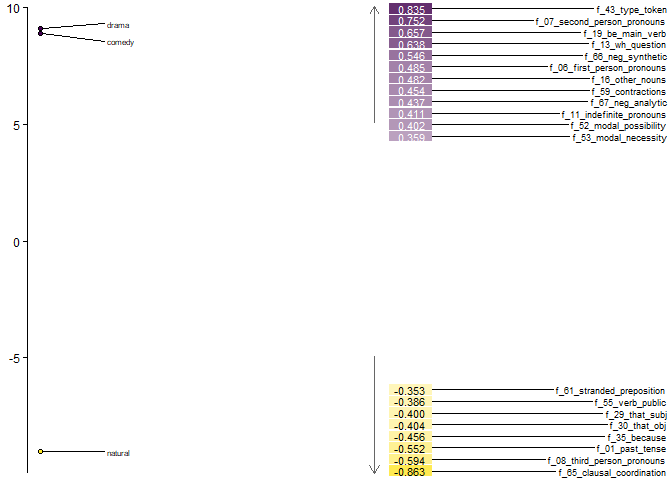 10
5
0
-5
drama
comedy
natural
0.835 f_43_type_token
0.752 f_07_second_person_pronouns
0.657 f_19_be_main_verb
0.638 f_13_wh_question
0.546 f_66_neg_synthetic
0.485 f_06_first_person_pronouns
0.482 f_16_other_nouns
0.454 f_59_contractions
0.437 f_67_neg_analytic
0.411 f_11_indefinite_pronouns
0.402 f_52_modal_possibility
0.359 f_53_modal_necessity
-0.353 f_61_stranded_preposition
-0.386 f_55_verb_public
-0.400 f_29_that_subj
-0.404 f_30_that_obj
-0.456 f_35_because
-0.552 f_01_past_tense
-0.594 f_08_third_person_pronouns
-0.863 f_65_clausal_coordination